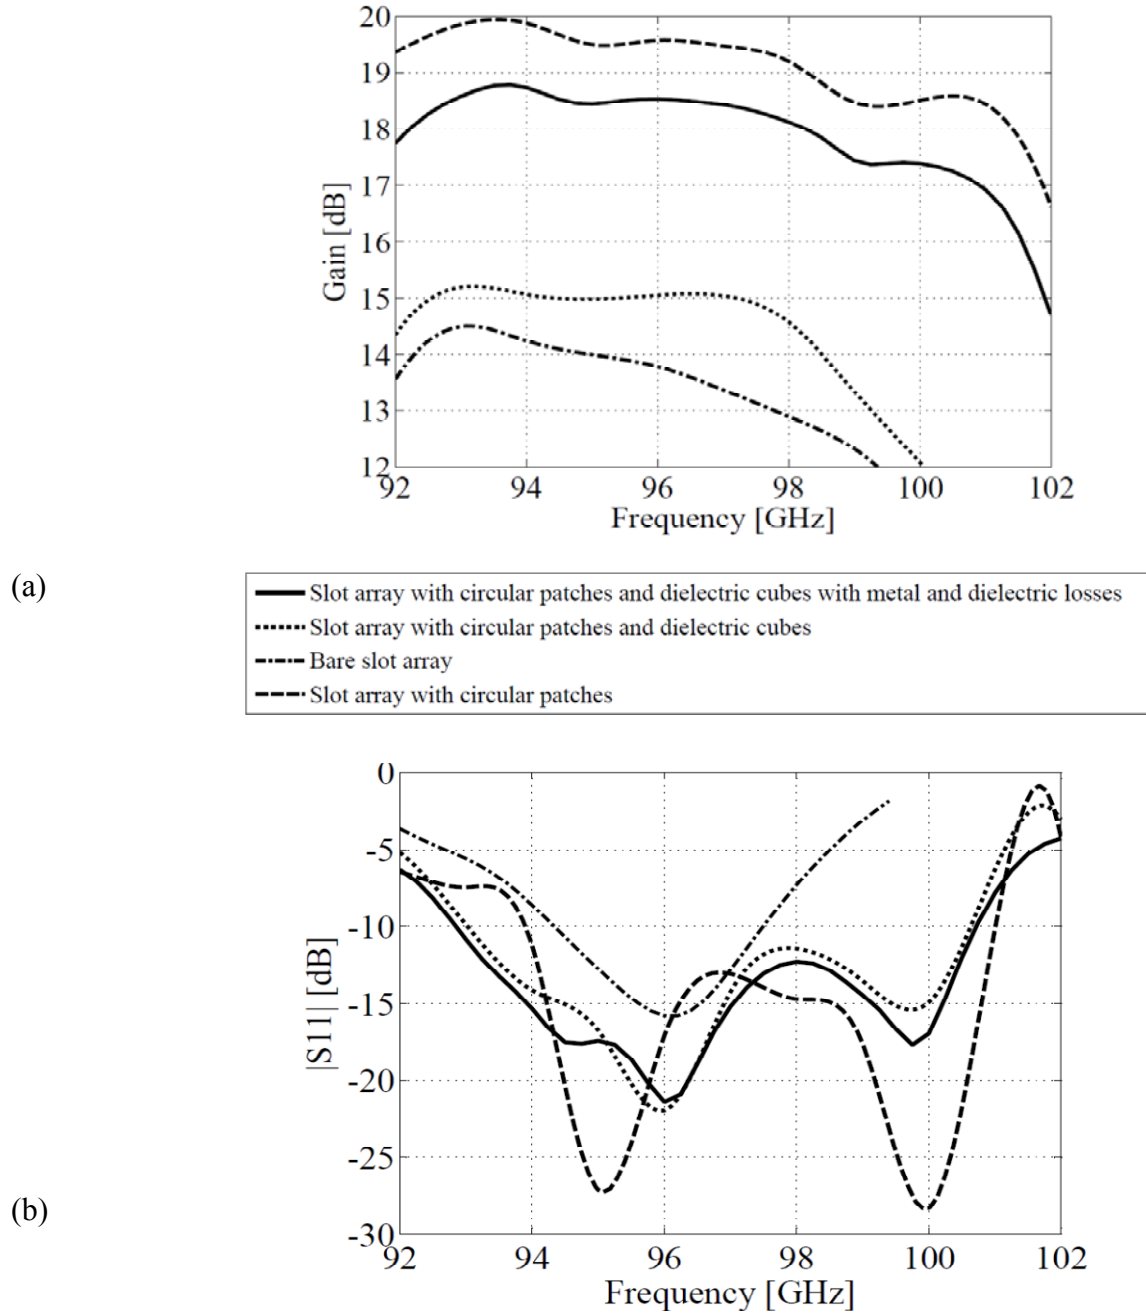 20
19
18
17
16
15
14
13
12
Gain [dB]
92 94 96 98 100 102
Frequency [GHz]
(a)
Slot array with circular patches and dielectric cubes with metal and dielectric losses
Slot array with circular patches and dielectric cubes
Bare slot array
Slot array with circular patches
0
-5
-10
-15
-20
-25
-30
|S11| [dB]
(b)
92 94 96 98 100 102
Frequency [GHz]